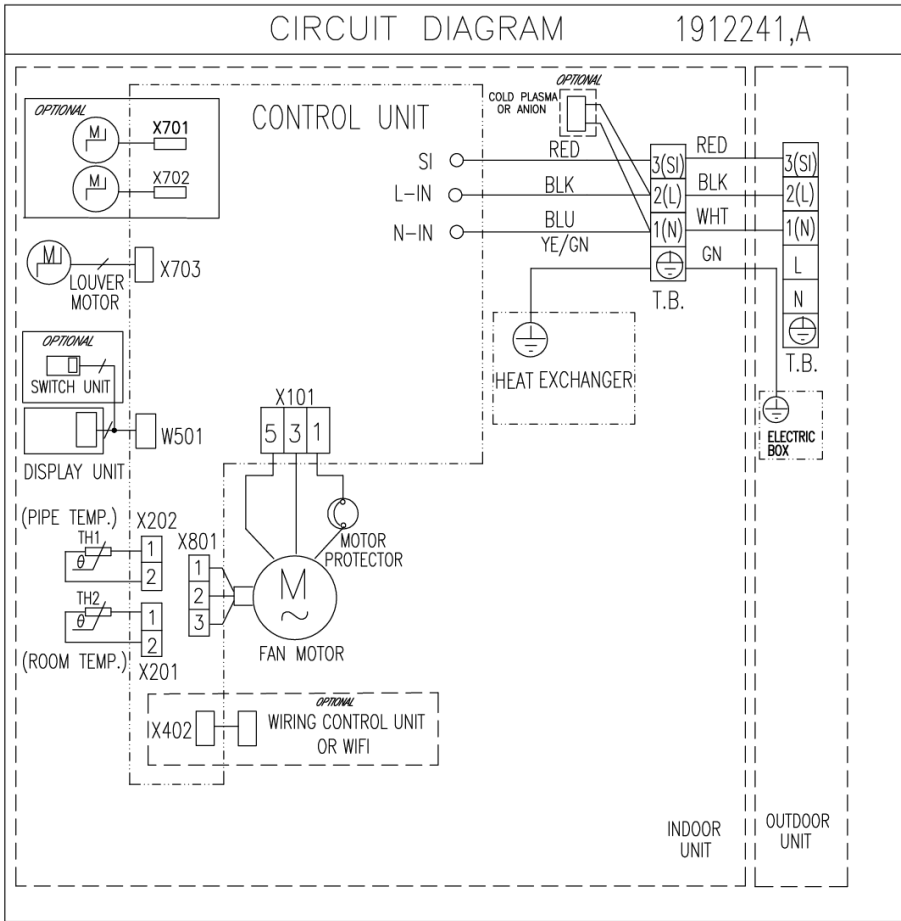 CIRCUIT DIAGRAM 1912241,A
OPTIONAL
M
X701
M
X702
CONTROL UNIT
OPTIONAL
COLD PLASMA
OR ANION
SI
RED
3(SI)
RED
3(SI)
L-IN
BLK
2(L)
BLK
2(L)
N-IN
BLU
YE/GN
1(N)
WHT
1(N)
GN
L
N
T.B.
T.B.
M
LOUVER
MOTOR
X703
OPTIONAL
SWITCH UNIT
W501
DISPLAY UNIT
HEAT EXCHANGER
ELECTRIC
BOX
X101
5 3 1
MOTOR
PROTECTOR
(PIPE TEMP.)
TH1
θ
X202
1
2
TH2
θ
1
2
(ROOM TEMP.)
X201
X801
1
2
3
M
~
FAN MOTOR
X402
OPTIONAL
WIRING CONTROL UNIT
OR WIFI
INDOOR
UNIT
OUTDOOR
UNIT